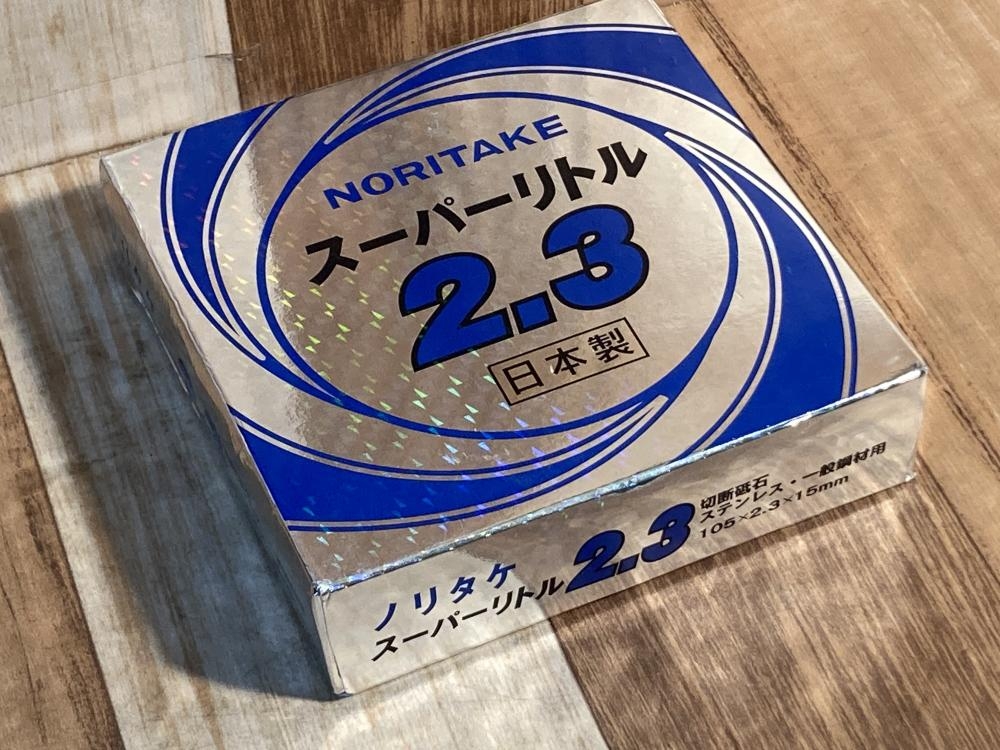 NORITAKE
スーパーリトル
2.3
日本製
ノリタケ
スーパーリトル 2.3
切断砥石
ステンレス・一般鋼材用
105×2.3×15mm